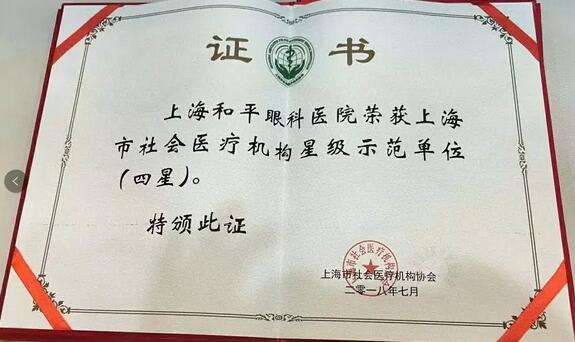 证书
上海和平眼科医院荣获上海
市社会医疗机构星级示范单位
(四星)。
特颁此证
上海市社会医疗机构协会
二零一八年七月